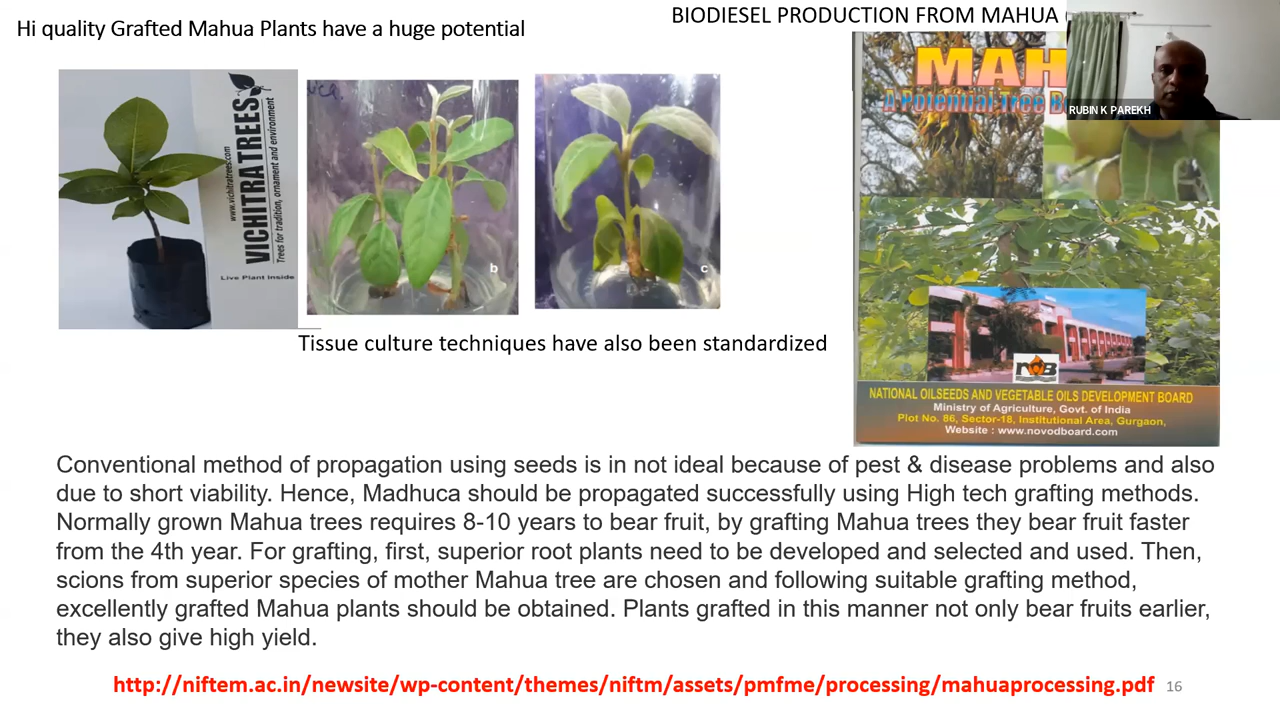 Hi quality Grafted Mahua Plants have a huge potential
BIODIESEL PRODUCTION FROM MAHUA
RUBIN K PAREKH
VICHITRATREES
www.vichitratrees.com
Trees for tradition, ornament and environment
Live Plant Inside
b
c
MAH
A Potential Tree B
Tissue culture techniques have also been standardized
NATIONAL OILSEEDS AND VEGETABLE OILS DEVELOPMENT BOARD
Ministry of Agriculture, Govt. of India
Plot No. 86, Sector-18, Institutional Area, Gurgaon,
Website : www.novodboard.com
Conventional method of propagation using seeds is in not ideal because of pest & disease problems and also
due to short viability. Hence, Madhuca should be propagated successfully using High tech grafting methods.
Normally grown Mahua trees requires 8-10 years to bear fruit, by grafting Mahua trees they bear fruit faster
from the 4th year. For grafting, first, superior root plants need to be developed and selected and used. Then,
scions from superior species of mother Mahua tree are chosen and following suitable grafting method,
excellently grafted Mahua plants should be obtained. Plants grafted in this manner not only bear fruits earlier,
they also give high yield.
http://niftem.ac.in/newsite/wp-content/themes/niftm/assets/pmfme/processing/mahuaprocessing.pdf
16